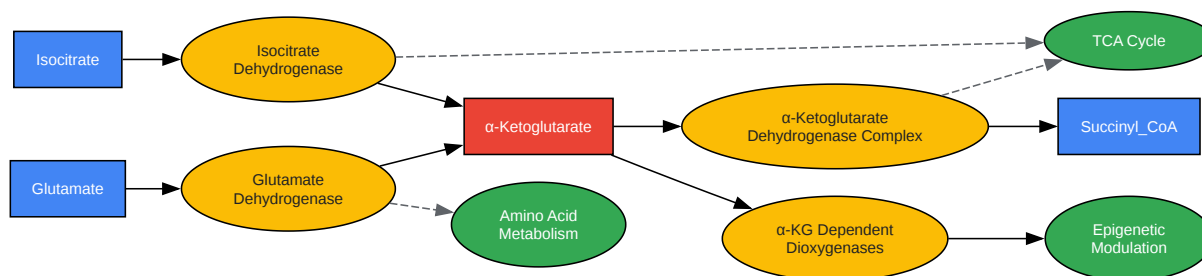 Isocitrate
Isocitrate
Dehydrogenase
TCA Cycle
α-Ketoglutarate
α-Ketoglutarate
Dehydrogenase Complex
Succinyl_CoA
Glutamate
Glutamate
Dehydrogenase
Amino Acid
Metabolism
α-KG Dependent
Dioxygenases
Epigenetic
Modulation